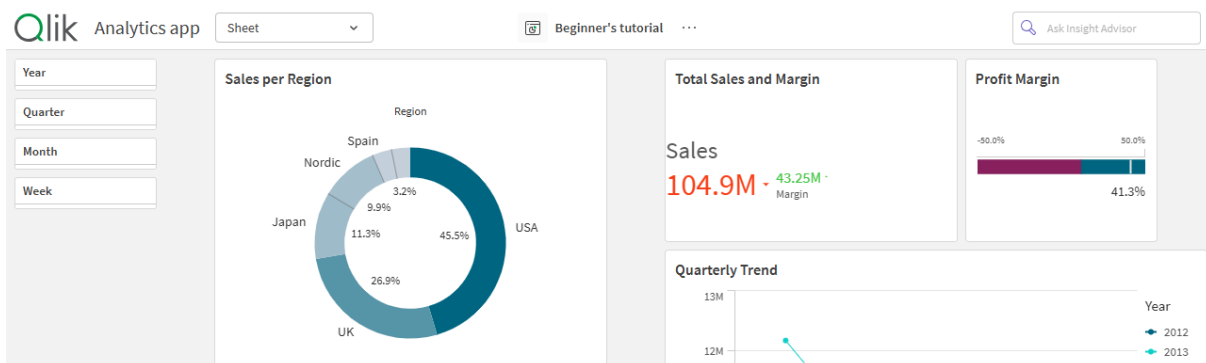 Qlik Analytics app Sheet Beginner's tutorial ... Ask Insight Advisor
Year
Quarter
Month
Week
Sales per Region
Region
Spain
Nordic
Japan
UK
USA
3.2%
9.9%
11.3%
26.9%
45.5%
Total Sales and Margin
Sales
104.9M
43.25M
Margin
Profit Margin
-50.0% 50.0%
41.3%
Quarterly Trend
13M
12M
Year
2012
2013